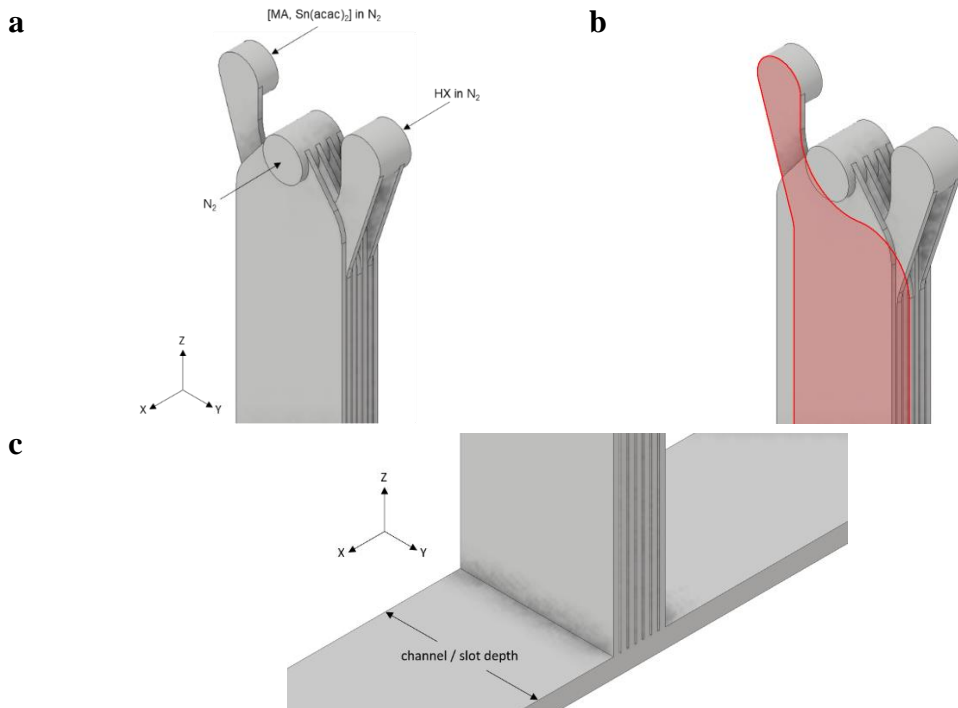 a
[MA, Sn(acac)₂] in N₂
HX in N₂
N₂
Z
X
Y
b
c
Z
X
Y
channel / slot depth